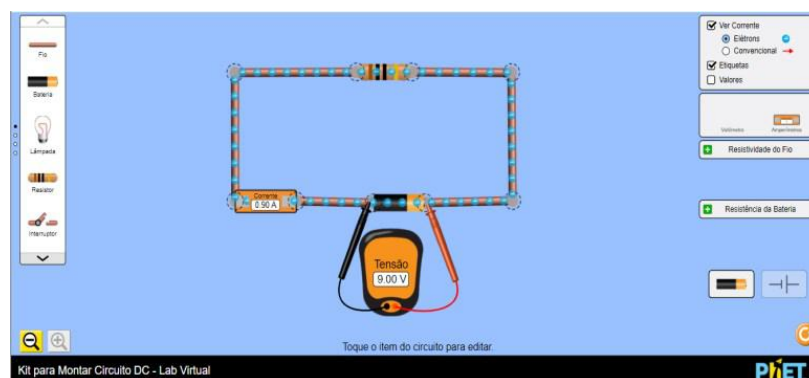 Fio
Bateria
Lâmpada
Resistor
Interruptor
Corrente
0.90 A
Tensão
9.00 V
Toque o item do circuito para editar.
Ver Corrente
Elétrons
Convencional
Etiquetas
Valores
Voltímetro
Amperímetro
Resistividade do Fio
Resistência da Bateria
Kit para Montar Circuito DC - Lab Virtual
PhET